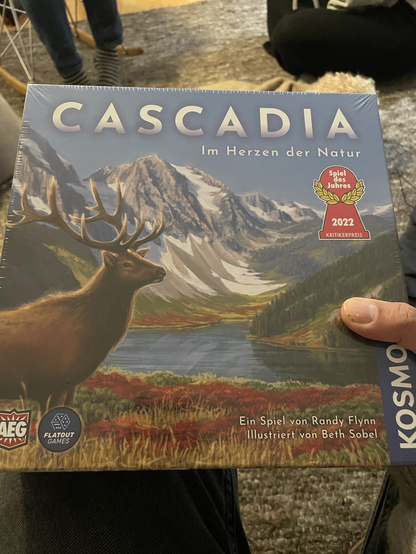 CASCADIA
Im Herzen der Natur
Spiel
des
Jahres
2022
KRITIKERPREIS
Ein Spiel von Randy Flynn
Illustriert von Beth Sobel
AEG
FLATOUT
GAMES
KOSMO